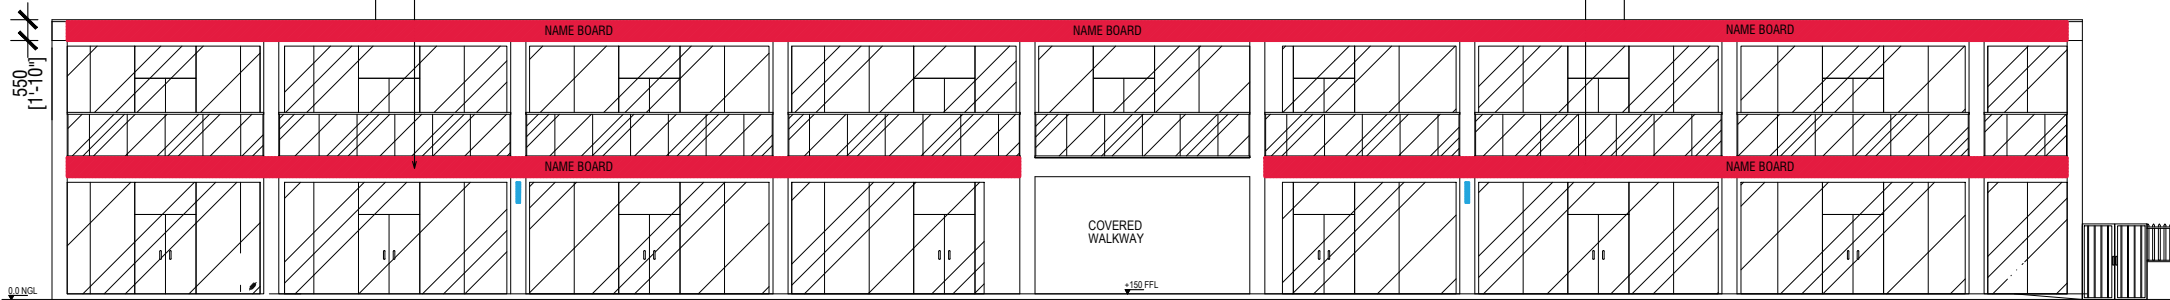 NAME BOARD NAME BOARD NAME BOARD
550
[1'-10"]
NAME BOARD NAME BOARD
COVERED
WALKWAY
0.0 NGL
+150 FFL